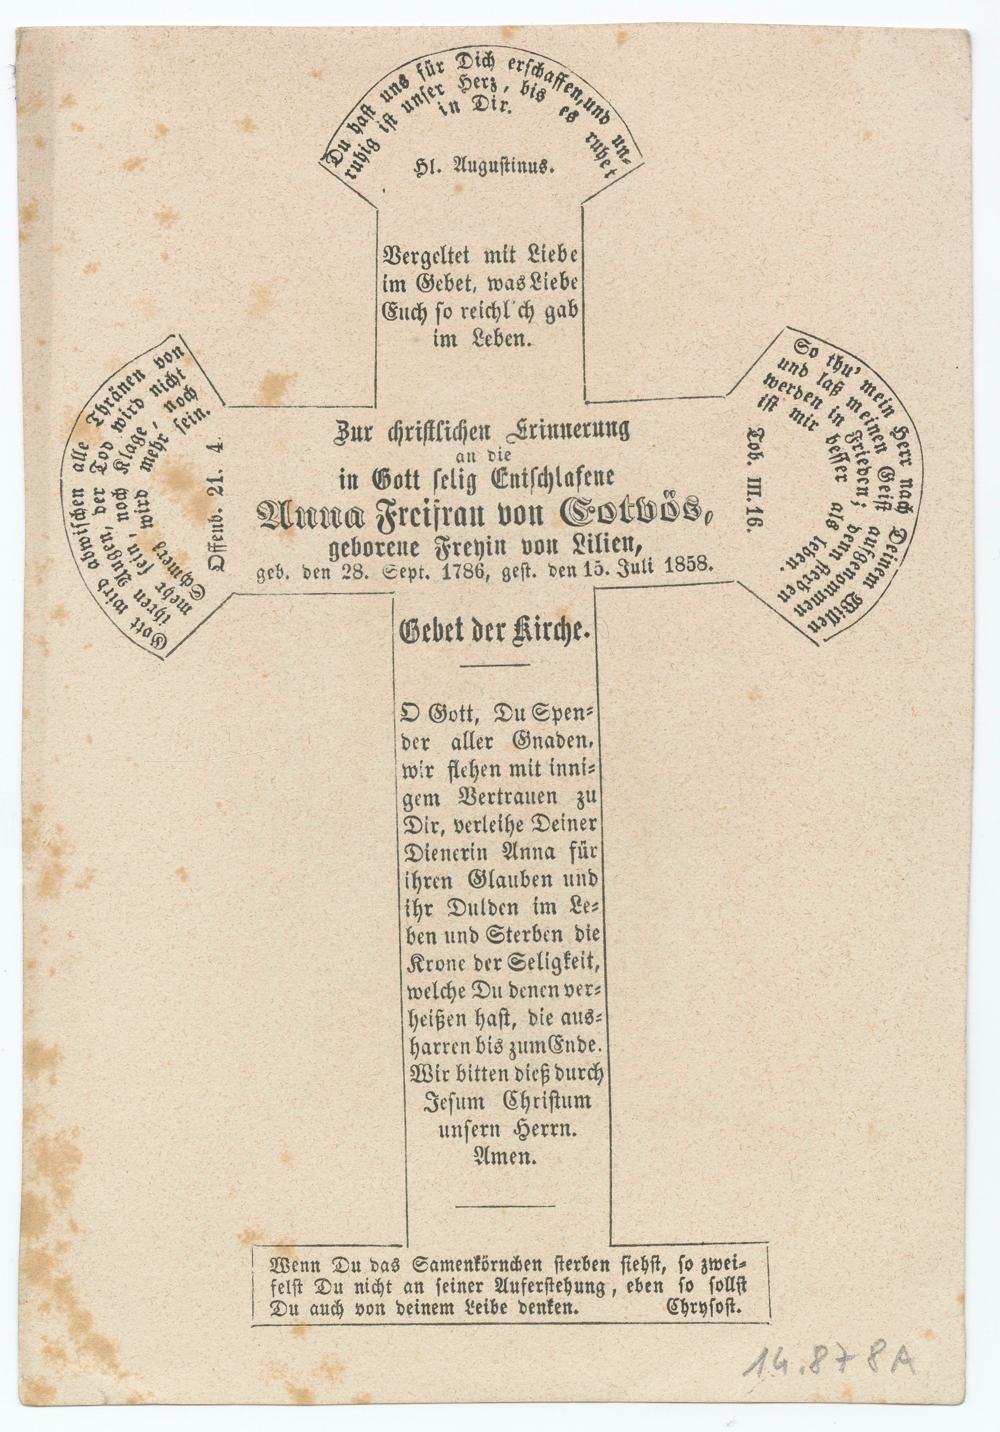 Du hast uns für Dich erschaffen, und un-
ruhig ist unser Herz, bis es ruhet
in Dir.
Hl. Augustinus.
Vergeltet mit Liebe
im Gebet, was Liebe
Euch so reichl'ch gab
im Leben.
Gott wird abwischen alle Thränen von
ihren Augen, der Tod wird nicht
mehr sein, noch Klage, noch
Schmerz wird mehr sein.
Offenb. 21. 4.
So thu' mein Herr nach Deinem Willen
und laß meinen Geist aufgenommen
werden in Frieden; denn sterben
ist mir besser als leben.
Tob. III. 16.
Zur christlichen Erinnerung
an die
in Gott selig Entschlafene
Anna Freifrau von Eotvös,
geborene Freyin von Lilien,
geb. den 28. Sept. 1786, gest. den 15. Juli 1858.
Gebet der Kirche.
O Gott, Du Spen-
der aller Gnaden,
wir flehen mit inni-
gem Vertrauen zu
Dir, verleihe Deiner
Dienerin Anna für
ihren Glauben und
ihr Dulden im Le-
ben und Sterben die
Krone der Seligkeit,
welche Du denen ver-
heißen hast, die aus-
harren bis zum Ende.
Wir bitten dieß durch
Jesum Christum
unsern Herrn.
Amen.
Wenn Du das Samenkörnchen sterben siehst, so zwei-
felst Du nicht an seiner Auferstehung, eben so sollst
Du auch von deinem Leibe denken. Chrysost.
14.878A